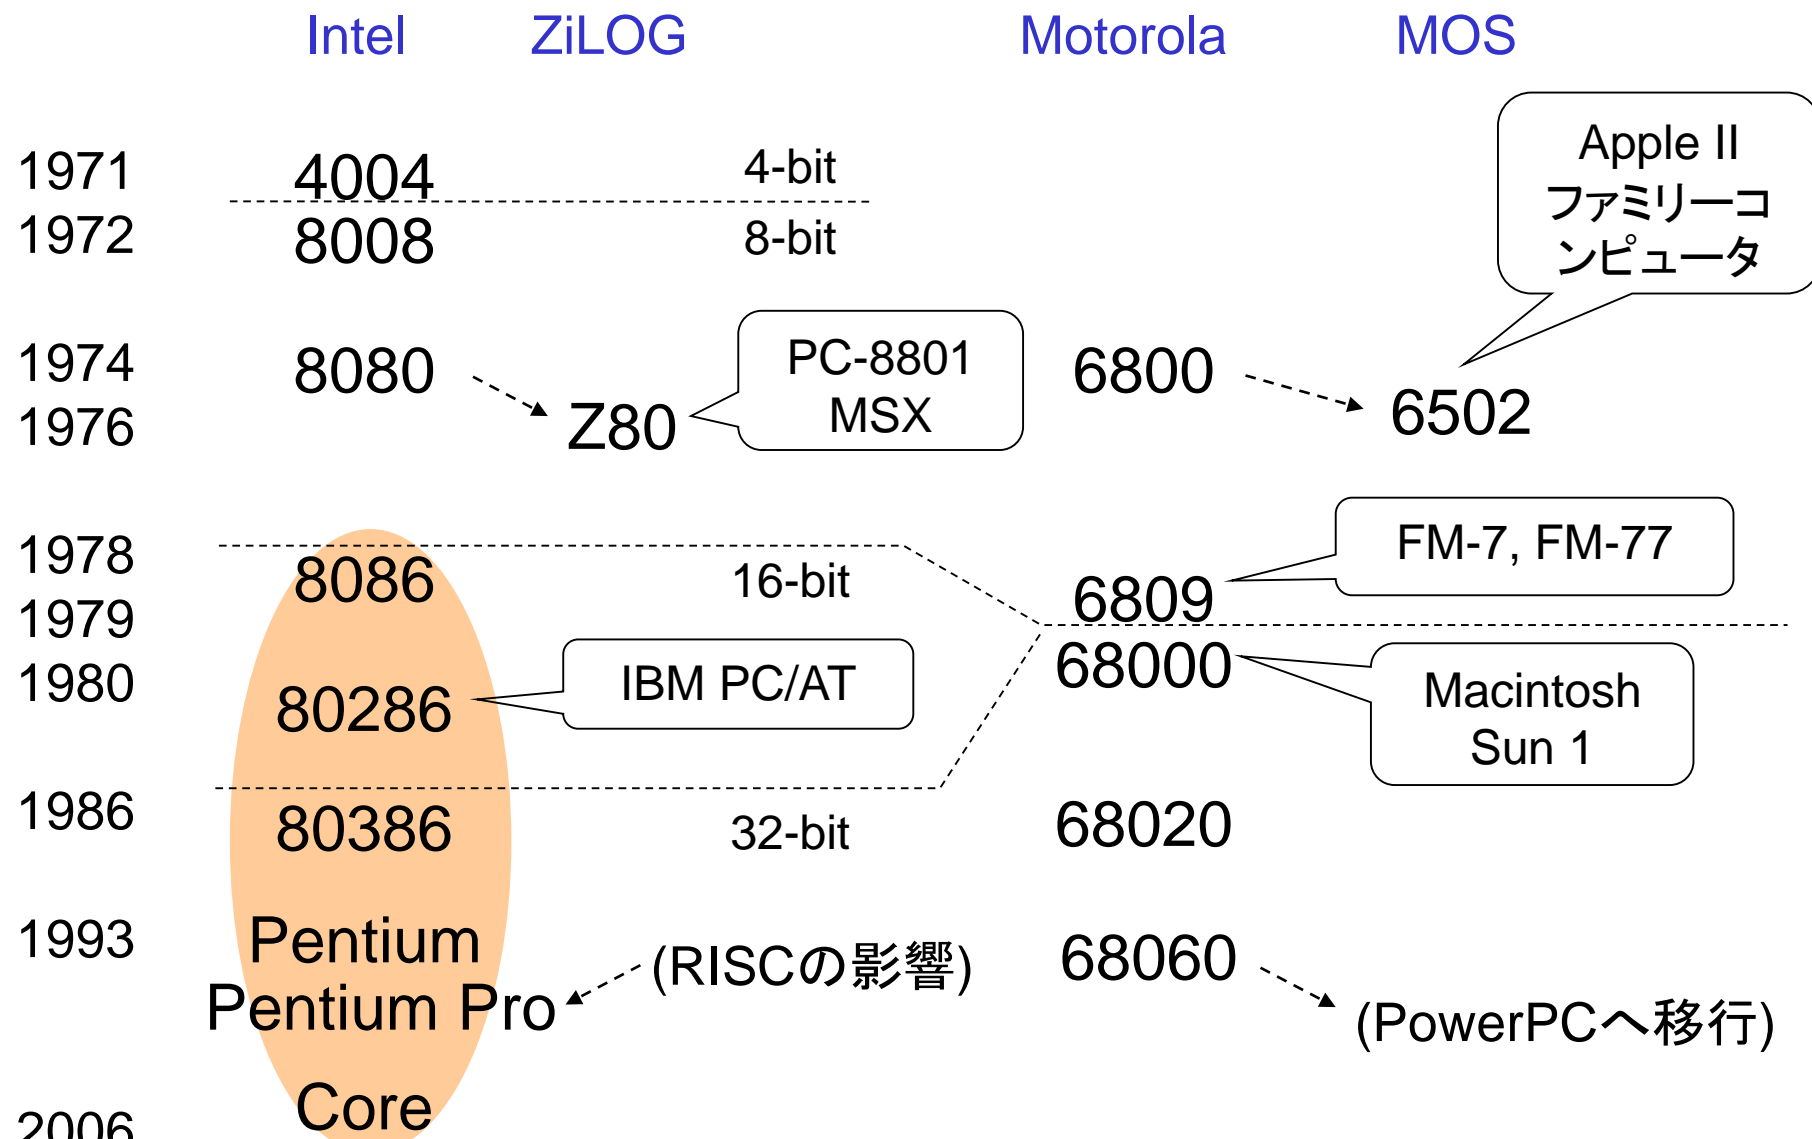 Intel ZiLOG Motorola MOS
Apple II
ファミリーコ
ンピュータ
1971 4004 4-bit
1972 8008 8-bit
1974 8080 6800
PC-8801
MSX
1976 Z80 6502
FM-7, FM-77
1978 8086 16-bit
1979 6809
1980 68000
IBM PC/AT
80286
Macintosh
Sun 1
1986 80386 32-bit 68020
1993 Pentium (RISCの影響) 68060
Pentium Pro (PowerPCへ移行)
Core
2006